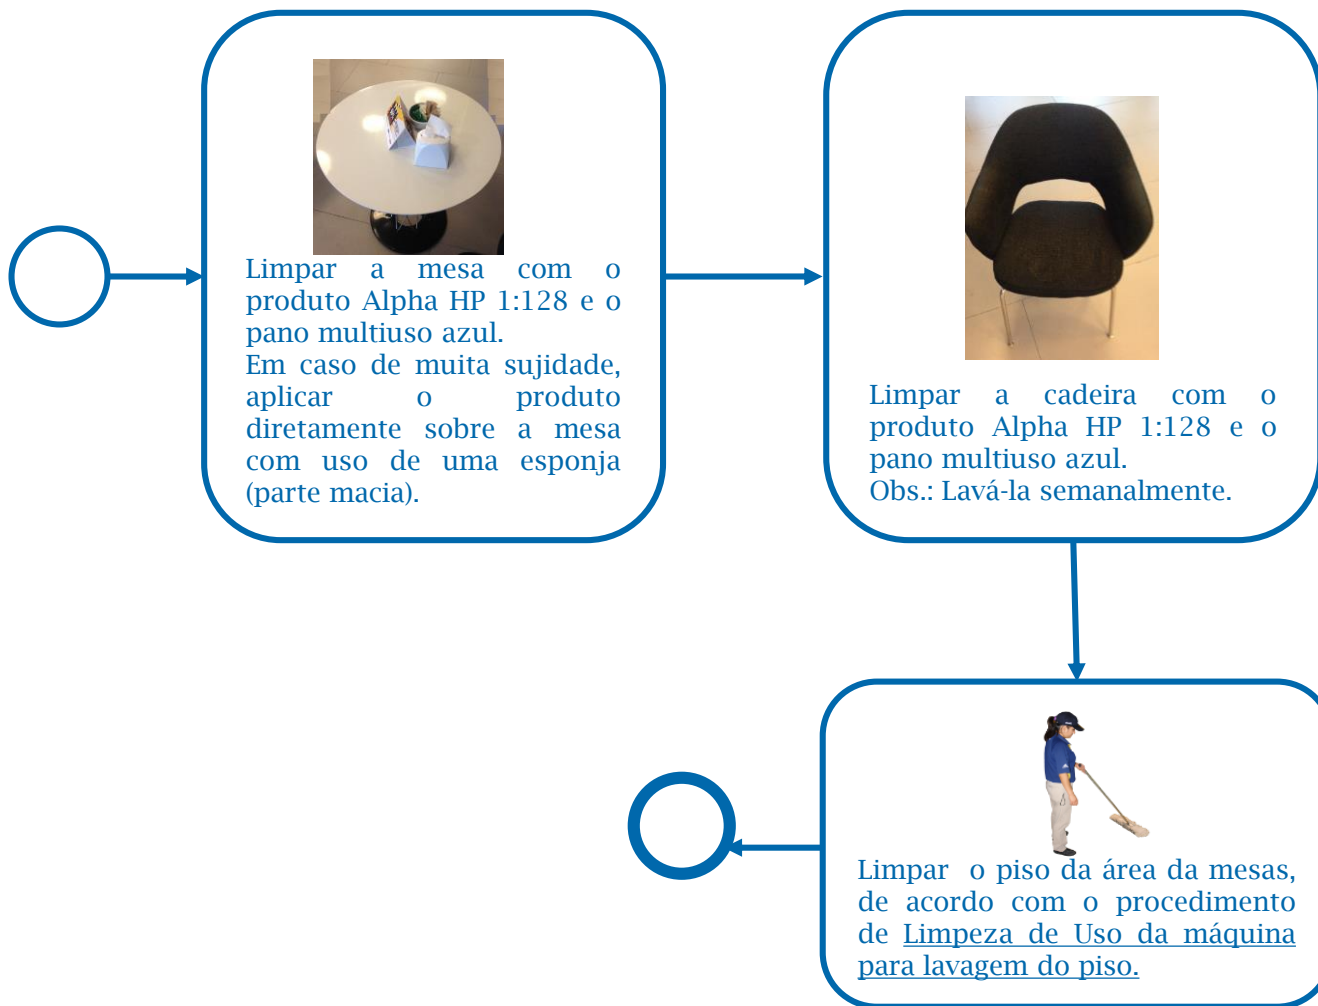 Limpar a mesa com o
produto Alpha HP 1:128 e o
pano multiuso azul.
Em caso de muita sujidade,
aplicar o produto
diretamente sobre a mesa
com uso de uma esponja
(parte macia).
Limpar a cadeira com o
produto Alpha HP 1:128 e o
pano multiuso azul.
Obs.: Lavá-la semanalmente.
Limpar o piso da área da mesas,
de acordo com o procedimento
de Limpeza de Uso da máquina
para lavagem do piso.